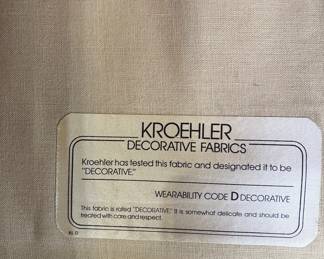 KROEHLER
DECORATIVE FABRICS
Kroehler has tested this fabric and designated it to be
"DECORATIVE."
WEARABILITY CODE D DECORATIVE
This fabric is rated "DECORATIVE." It is somewhat delicate and should be
treated with care and respect.